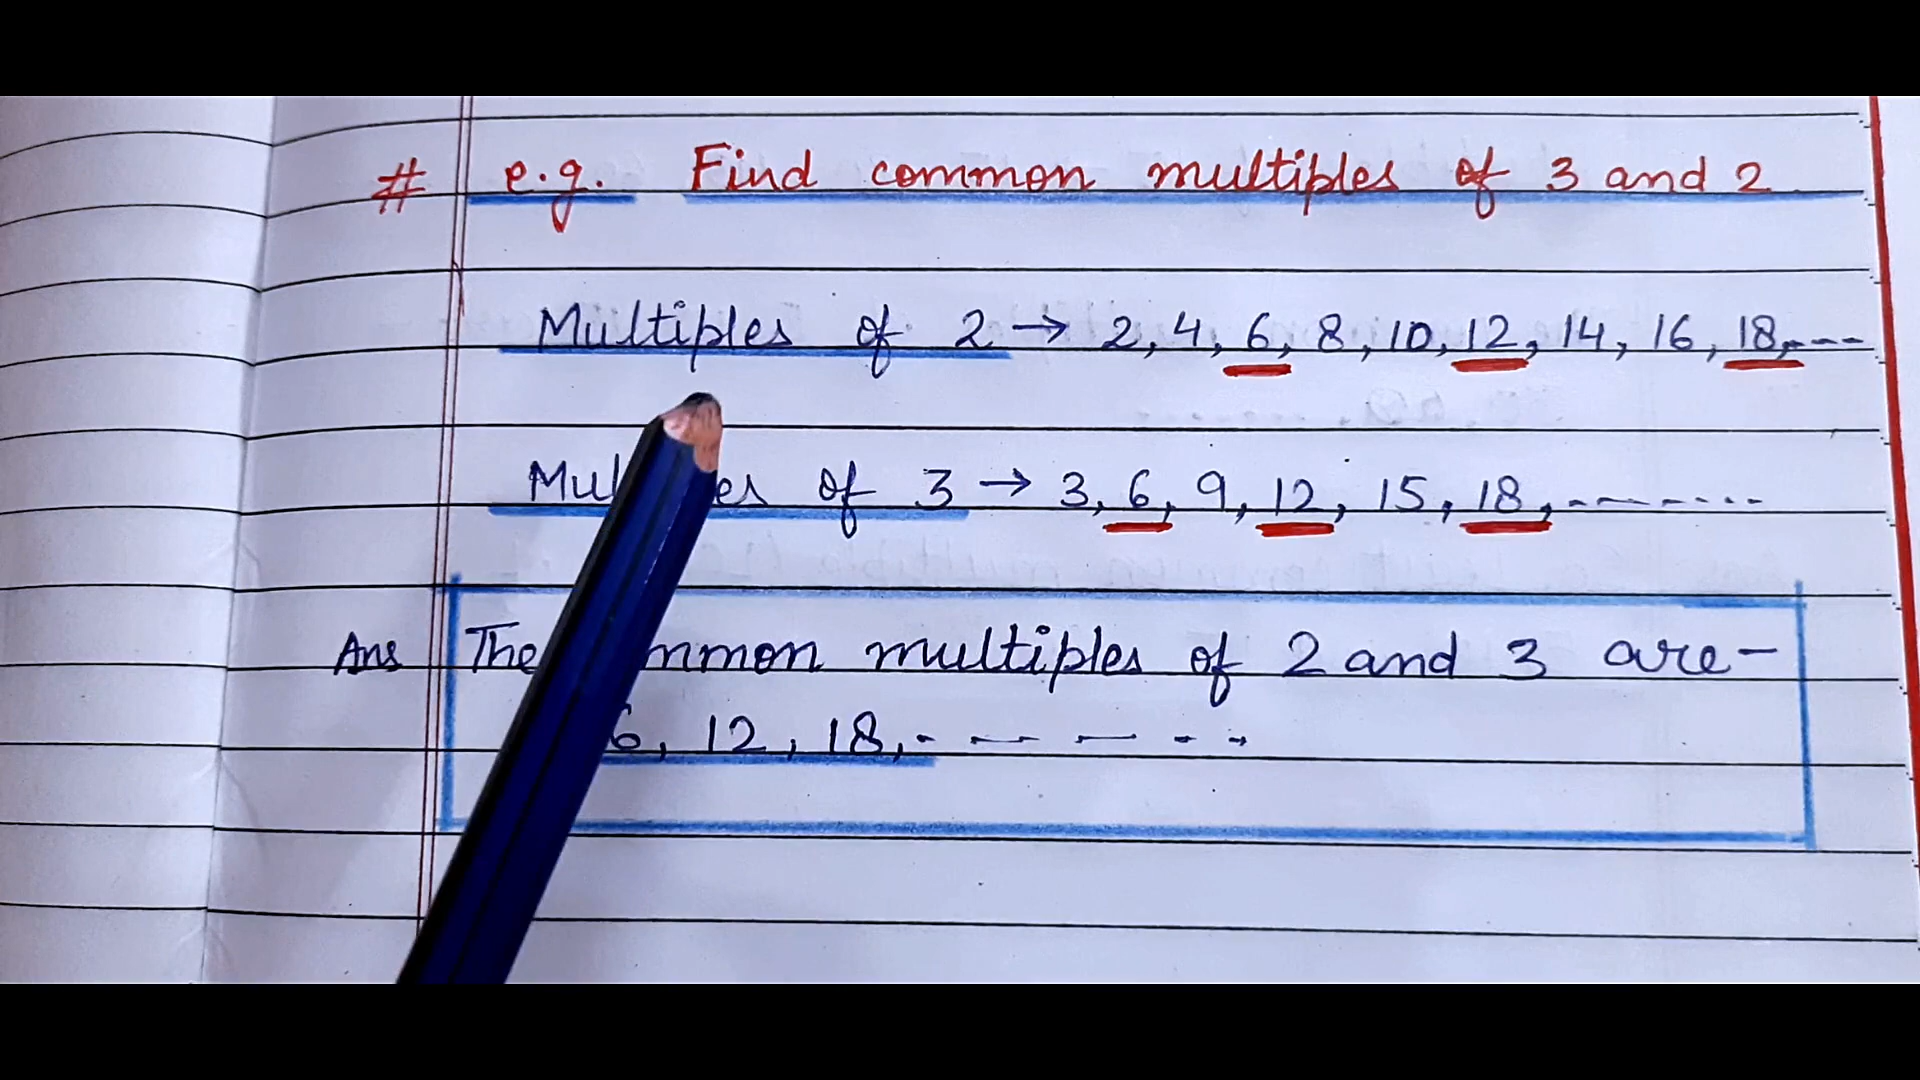 # e.g. Find common multiples of 3 and 2
Multiples of 2 → 2, 4, 6, 8, 10, 12, 14, 16, 18, ---
of 3 → 3, 6, 9, 12, 15, 18, --------
Ans The multiples of 2 and 3 are-
6, 12, 18, - — — - -